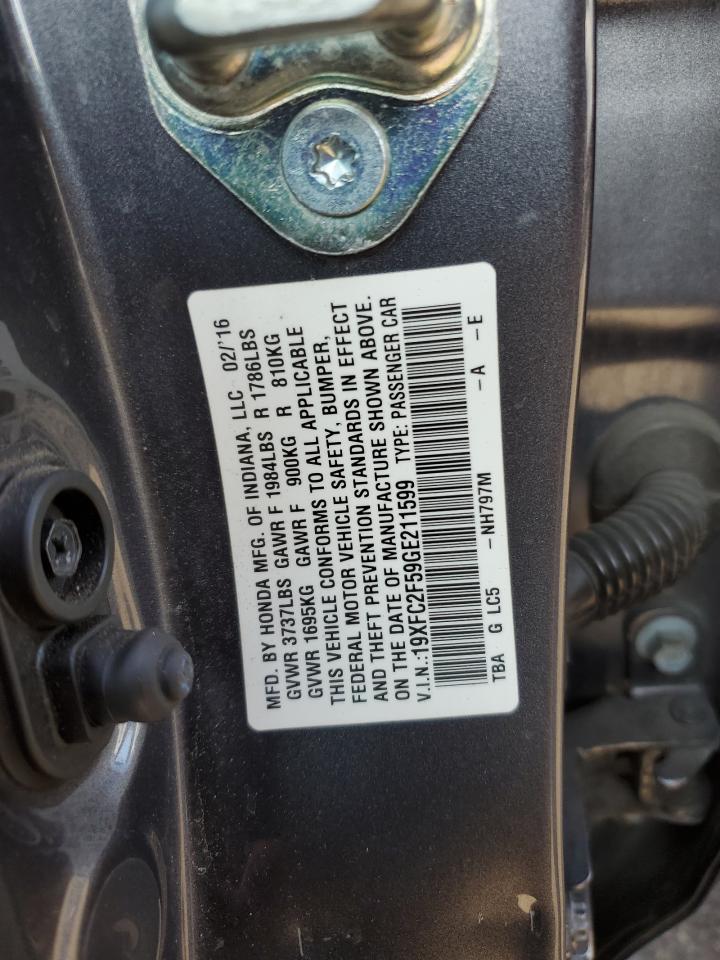 MFD. BY HONDA MFG. OF INDIANA, LLC 02/'16
GVWR 3737LBS GAWR F 1984LBS R 1786LBS
GVWR 1695KG GAWR F 900KG R 810KG
THIS VEHICLE CONFORMS TO ALL APPLICABLE
FEDERAL MOTOR VEHICLE SAFETY, BUMPER,
AND THEFT PREVENTION STANDARDS IN EFFECT
ON THE DATE OF MANUFACTURE SHOWN ABOVE.
V.I.N.:19XFC2F59GE211599 TYPE: PASSENGER CAR
TBA G LC5 -NH797M -A -E